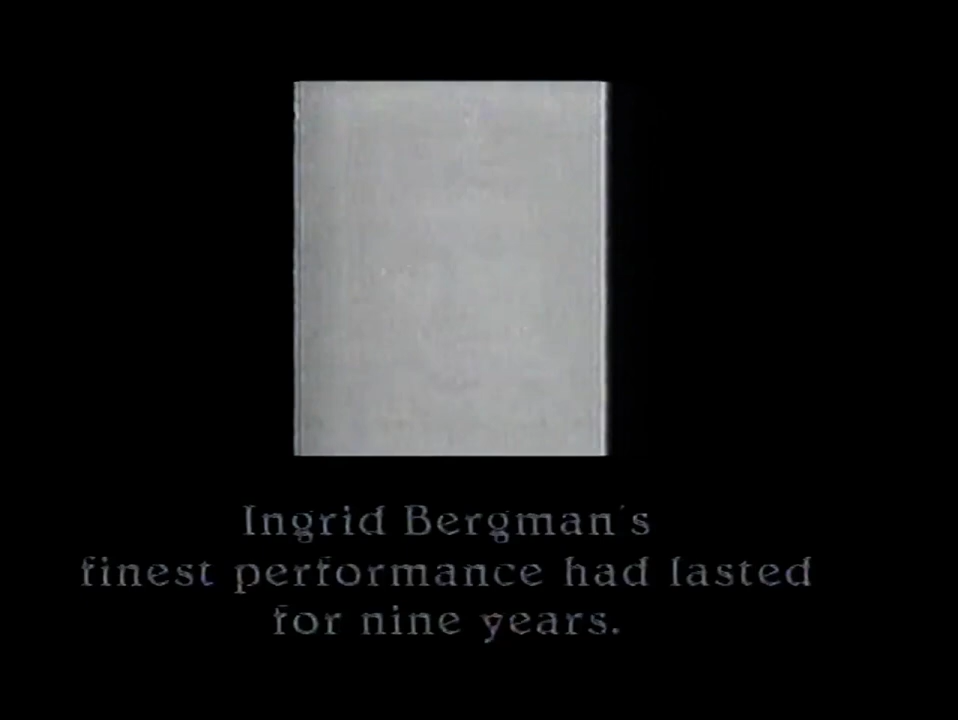 Ingrid Bergman's
finest performance had lasted
for nine years.